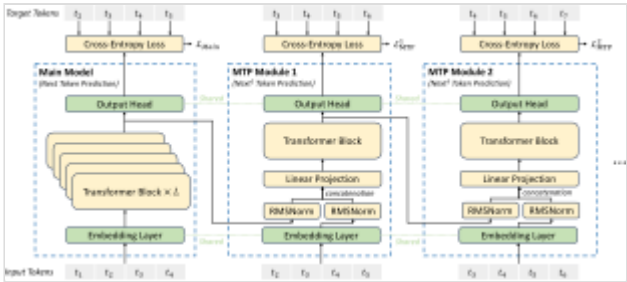 Target Tokens t2 t3 t4 t5 t3 t4 t5 t6 t4 t5 t6 t7
Cross-Entropy Loss ℒMain Cross-Entropy Loss Cross-Entropy Loss
Main Model MTP Module 1 MTP Module 2
(Next Token Prediction) (Next² Token Prediction) (Next³ Token Prediction)
Output Head Shared Output Head Shared Output Head
Transformer Block Transformer Block
Transformer Block × L Linear Projection Linear Projection
concatenation concatenation
RMSNorm RMSNorm RMSNorm RMSNorm
Embedding Layer Shared Embedding Layer Shared Embedding Layer
Input Tokens t1 t2 t3 t4 t2 t3 t4 t5 t3 t4 t5 t6